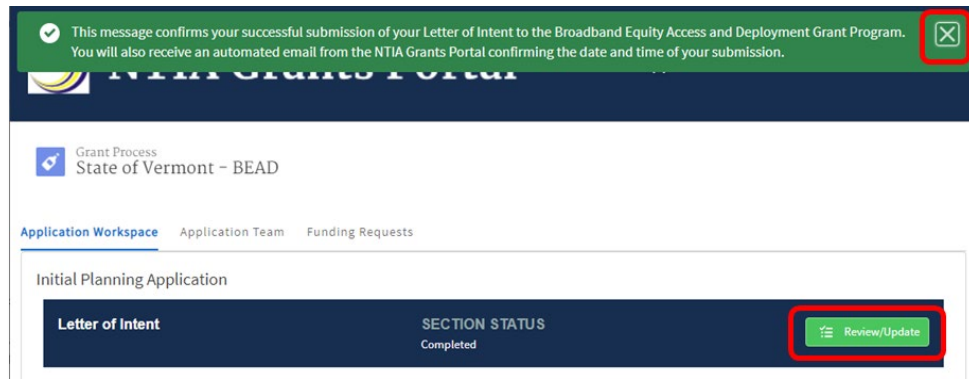 This message confirms your successful submission of your Letter of Intent to the Broadband Equity Access and Deployment Grant Program.
You will also receive an automated email from the NTIA Grants Portal confirming the date and time of your submission.
NTIA Grants Portal
Grant Process
State of Vermont - BEAD
Application Workspace Application Team Funding Requests
Initial Planning Application
Letter of Intent SECTION STATUS Review/Update
Completed